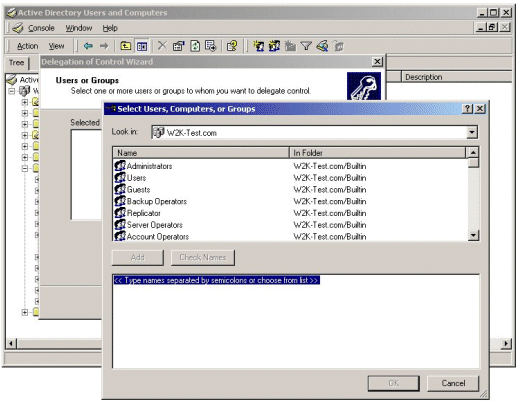 Active Directory Users and Computers
Console Window Help
Action View
Tree
Delegation of Control Wizard
Description
Active
Users or Groups
Select one or more users or groups to whom you want to delegate control.
Selected
Select Users, Computers, or Groups
Look in: W2K-Test.com
Name In Folder
Administrators W2K-Test.com/Builtin
Users W2K-Test.com/Builtin
Guests W2K-Test.com/Builtin
Backup Operators W2K-Test.com/Builtin
Replicator W2K-Test.com/Builtin
Server Operators W2K-Test.com/Builtin
Account Operators W2K-Test.com/Builtin
Add Check Names
<< Type names separated by semicolons or choose from list >>
OK Cancel